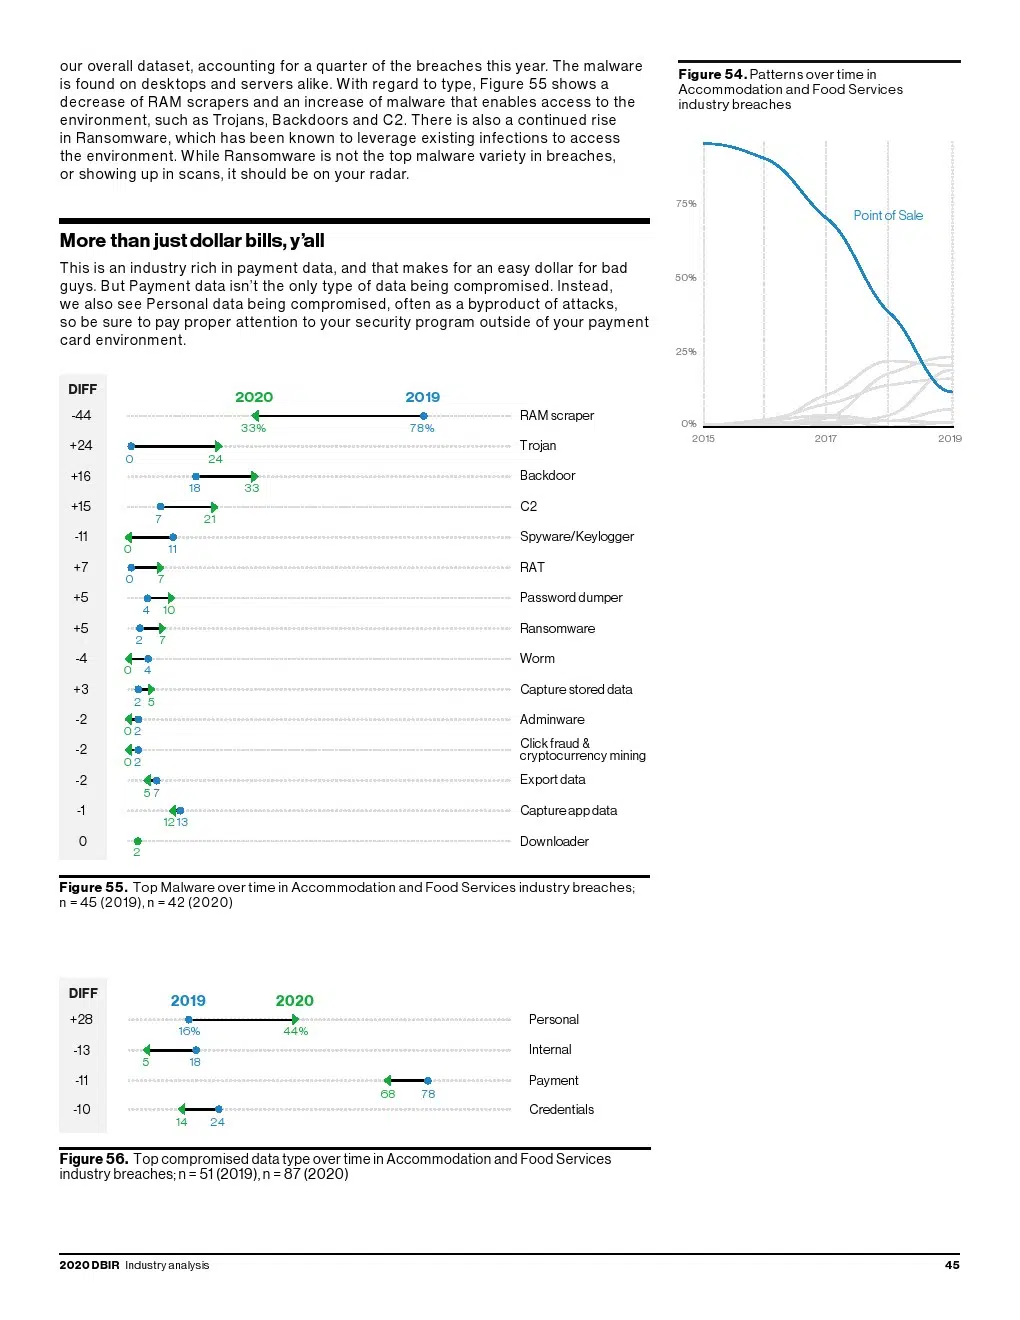 our overall dataset, accounting for a quarter of the breaches this year. The malware
is found on desktops and servers alike. With regard to type, Figure 55 shows a
decrease of RAM scrapers and an increase of malware that enables access to the
environment, such as Trojans, Backdoors and C2. There is also a continued rise
in Ransomware, which has been known to leverage existing infections to access
the environment. While Ransomware is not the top malware variety in breaches,
or showing up in scans, it should be on your radar.
More than just dollar bills, y’all
This is an industry rich in payment data, and that makes for an easy dollar for bad
guys. But Payment data isn’t the only type of data being compromised. Instead,
we also see Personal data being compromised, often as a byproduct of attacks,
so be sure to pay proper attention to your security program outside of your payment
card environment.
DIFF
2020 2019
-44 33% 78% RAM scraper
+24 0 24 Trojan
+16 18 33 Backdoor
+15 7 21 C2
-11 0 11 Spyware/Keylogger
+7 0 7 RAT
+5 4 10 Password dumper
+5 2 7 Ransomware
-4 0 4 Worm
+3 2 5 Capture stored data
-2 0 2 Adminware
-2 0 2 Click fraud &
cryptocurrency mining
-2 5 7 Export data
-1 12 13 Capture app data
0 2 Downloader
Figure 55. Top Malware over time in Accommodation and Food Services industry breaches;
n = 45 (2019), n = 42 (2020)
DIFF
2019 2020
+28 16% 44% Personal
-13 5 18 Internal
-11 68 78 Payment
-10 14 24 Credentials
Figure 56. Top compromised data type over time in Accommodation and Food Services
industry breaches; n = 51 (2019), n = 87 (2020)
Figure 54. Patterns over time in
Accommodation and Food Services
industry breaches
75%
Point of Sale
50%
25%
0%
2015 2017 2019
2020 DBIR Industry analysis
45